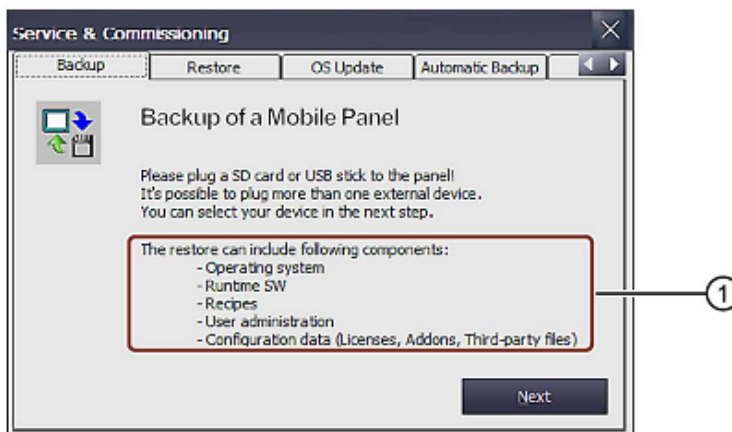 Service & Commissioning
Backup
Restore
OS Update
Automatic Backup
Backup of a Mobile Panel
Please plug a SD card or USB stick to the panel!
It's possible to plug more than one external device.
You can select your device in the next step.
The restore can include following components:
- Operating system
- Runtime SW
- Recipes
- User administration
- Configuration data (Licenses, Addons, Third-party files)
1
Next